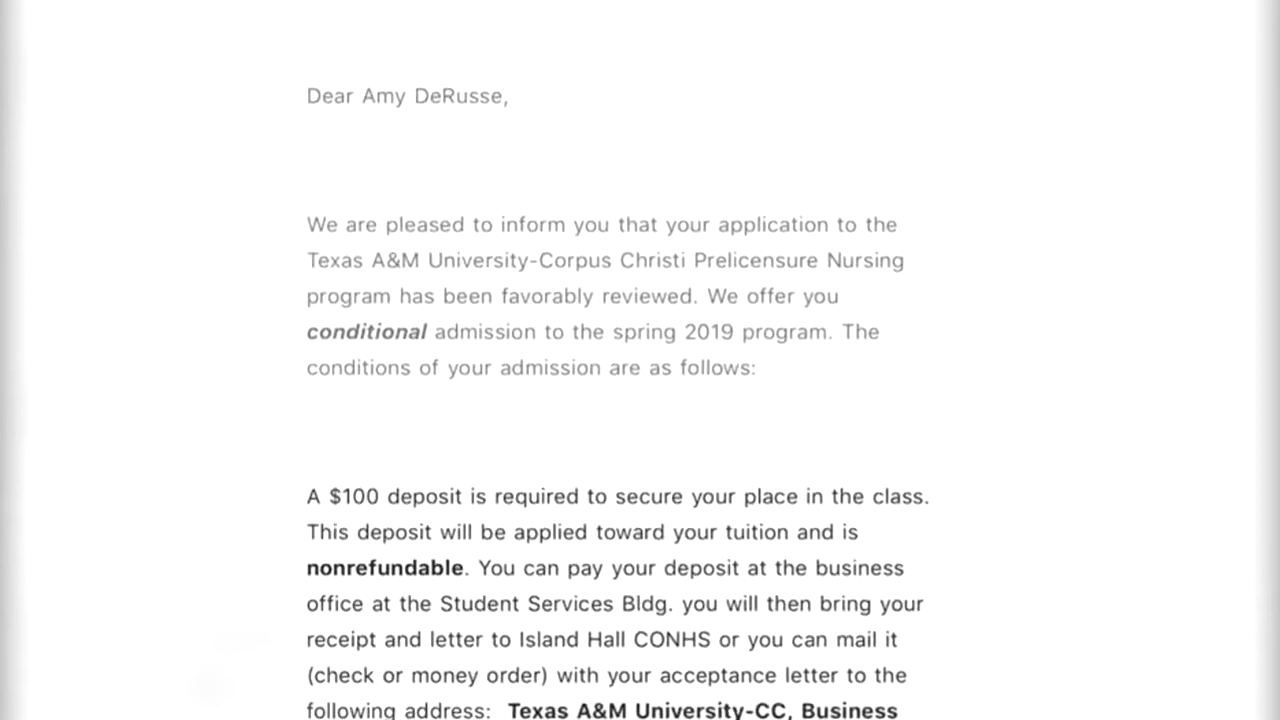 Dear Amy DeRusse,
We are pleased to inform you that your application to the
Texas A&M University-Corpus Christi Prelicensure Nursing
program has been favorably reviewed. We offer you
conditional admission to the spring 2019 program. The
conditions of your admission are as follows:
A $100 deposit is required to secure your place in the class.
This deposit will be applied toward your tuition and is
nonrefundable. You can pay your deposit at the business
office at the Student Services Bldg. you will then bring your
receipt and letter to Island Hall CONHS or you can mail it
(check or money order) with your acceptance letter to the
following address: Texas A&M University-CC, Business